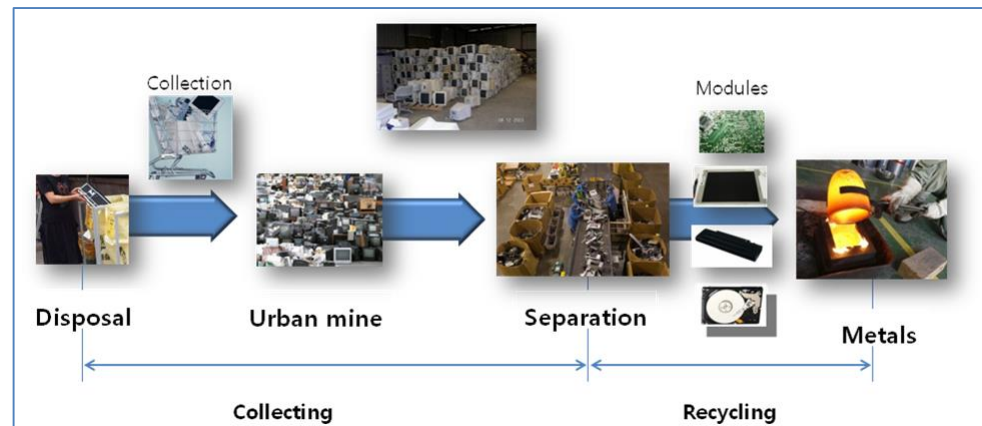 Collection
Modules
Disposal
Urban mine
Separation
Metals
Collecting
Recycling